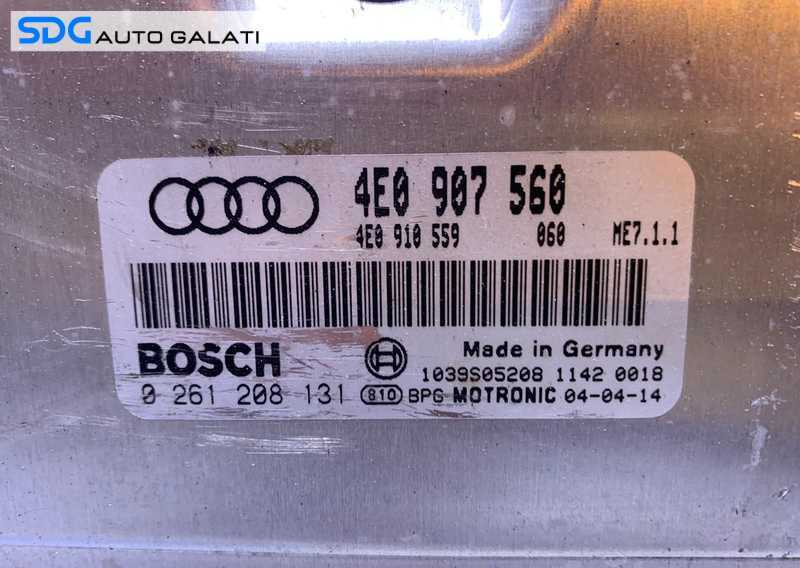 SDG AUTO GALATI
4E0 907 560
4E0 910 559 060 ME7.1.1
BOSCH Made in Germany
1039S05208 1142 0018
0 261 208 131 810 BPG MOTRONIC 04-04-14